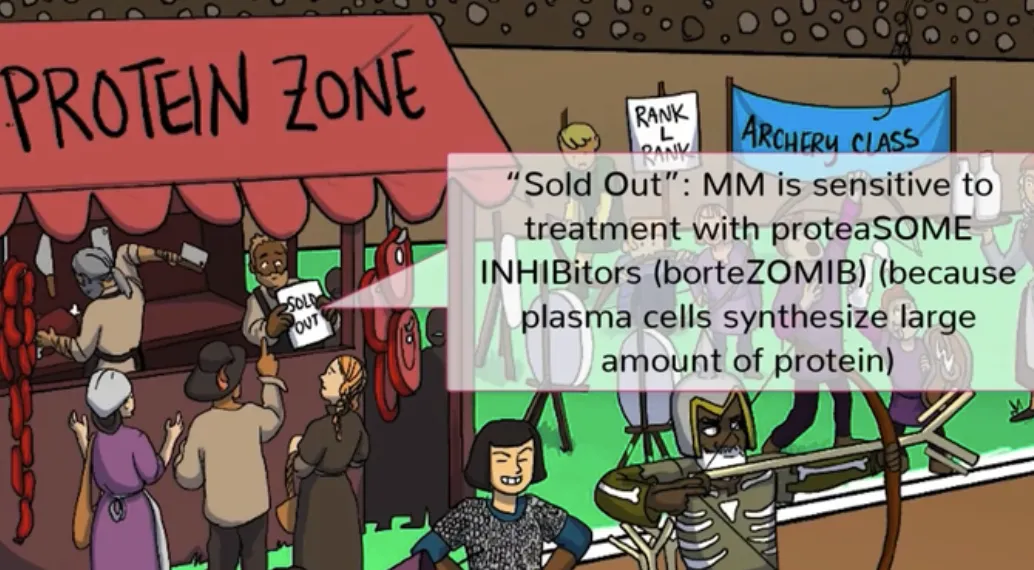 PROTEIN ZONE
RANK
L
RANK
ARCHERY CLASS
SOLD
OUT
“Sold Out”: MM is sensitive to
treatment with proteaSOME
INHIBitors (borteZOMIB) (because
plasma cells synthesize large
amount of protein)